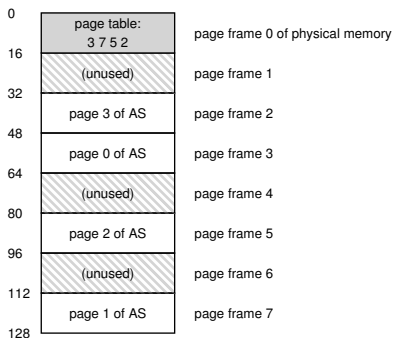 0
page table:
3 7 5 2
page frame 0 of physical memory
16
(unused)
page frame 1
32
page 3 of AS
page frame 2
48
page 0 of AS
page frame 3
64
(unused)
page frame 4
80
page 2 of AS
page frame 5
96
(unused)
page frame 6
112
page 1 of AS
page frame 7
128